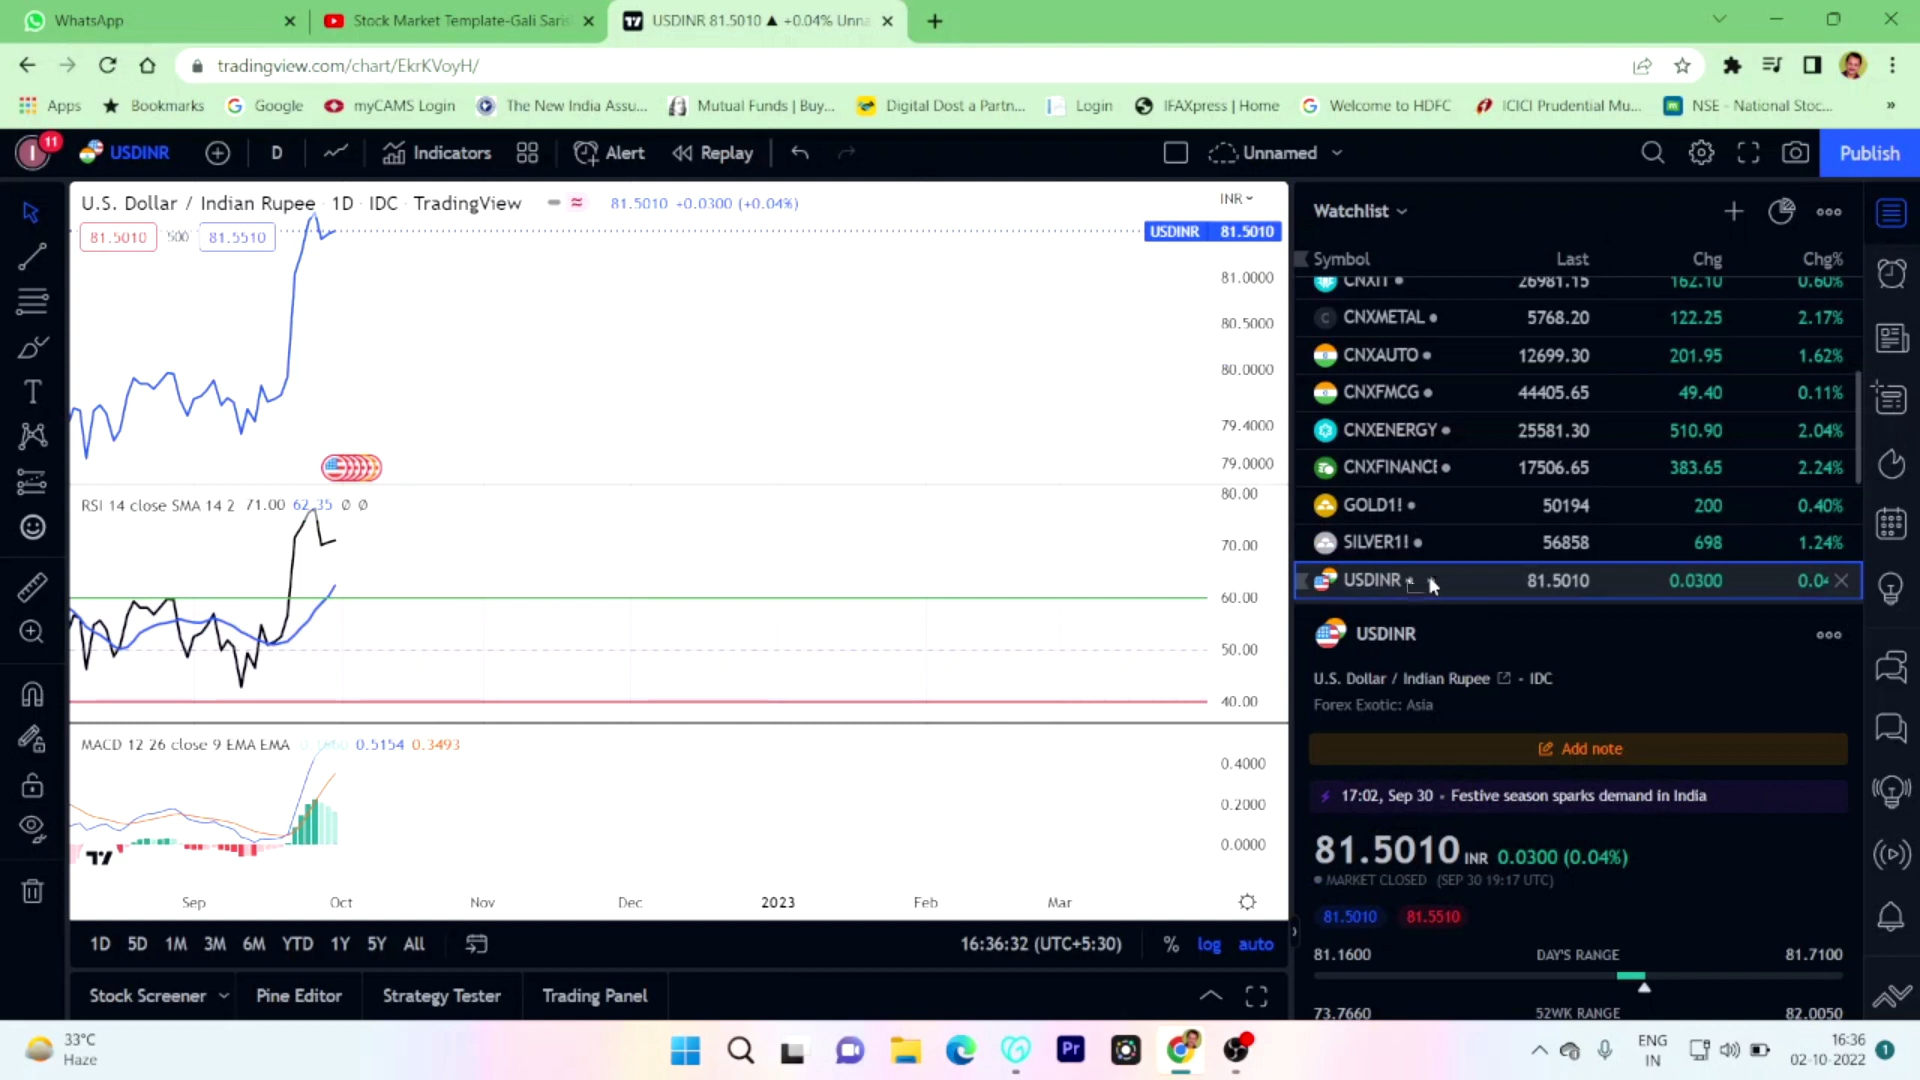 WhatsApp
Stock Market Template-Gali Saris
USDINR 81.5010 ▲ +0.04% Unna
tradingview.com/chart/EkrKVoyH/
Apps
Bookmarks
Google
myCAMS Login
The New India Assu...
Mutual Funds | Buy...
Digital Dost a Partn...
Login
IFAXpress | Home
Welcome to HDFC
ICICI Prudential Mu...
NSE - National Stoc...
»
I 11
USDINR
D
Indicators
Alert
Replay
Unnamed
Publish
U.S. Dollar / Indian Rupee 1D IDC TradingView
81.5010 +0.0300 (+0.04%)
INR
81.5010 500 81.5510
USDINR 81.5010
81.0000
80.5000
80.0000
79.4000
79.0000
RSI 14 close SMA 14 2 71.00 62.35 ∅ ∅
80.00
70.00
60.00
50.00
40.00
MACD 12 26 close 9 EMA EMA 0.5154 0.3493
0.4000
0.2000
0.0000
Sep Oct Nov Dec 2023 Feb Mar
1D 5D 1M 3M 6M YTD 1Y 5Y All
16:36:32 (UTC+5:30) % log auto
Stock Screener Pine Editor Strategy Tester Trading Panel
Watchlist
Symbol Last Chg Chg%
CNXIT 26981.15 162.10 0.60%
CNXMETAL 5768.20 122.25 2.17%
CNXAUTO 12699.30 201.95 1.62%
CNXFMCG 44405.65 49.40 0.11%
CNXENERGY 25581.30 510.90 2.04%
CNXFINANCE 17506.65 383.65 2.24%
GOLD1! 50194 200 0.40%
SILVER1! 56858 698 1.24%
USDINR 81.5010 0.0300 0.04
USDINR
U.S. Dollar / Indian Rupee - IDC
Forex Exotic: Asia
Add note
17:02, Sep 30 • Festive season sparks demand in India
81.5010 INR 0.0300 (0.04%)
MARKET CLOSED (SEP 30 19:17 UTC)
81.5010 81.5510
81.1600 DAY'S RANGE 81.7100
73.7660 52WK RANGE 82.0050
33°C
Haze
Pr
ENG
IN
16:36
02-10-2022
1